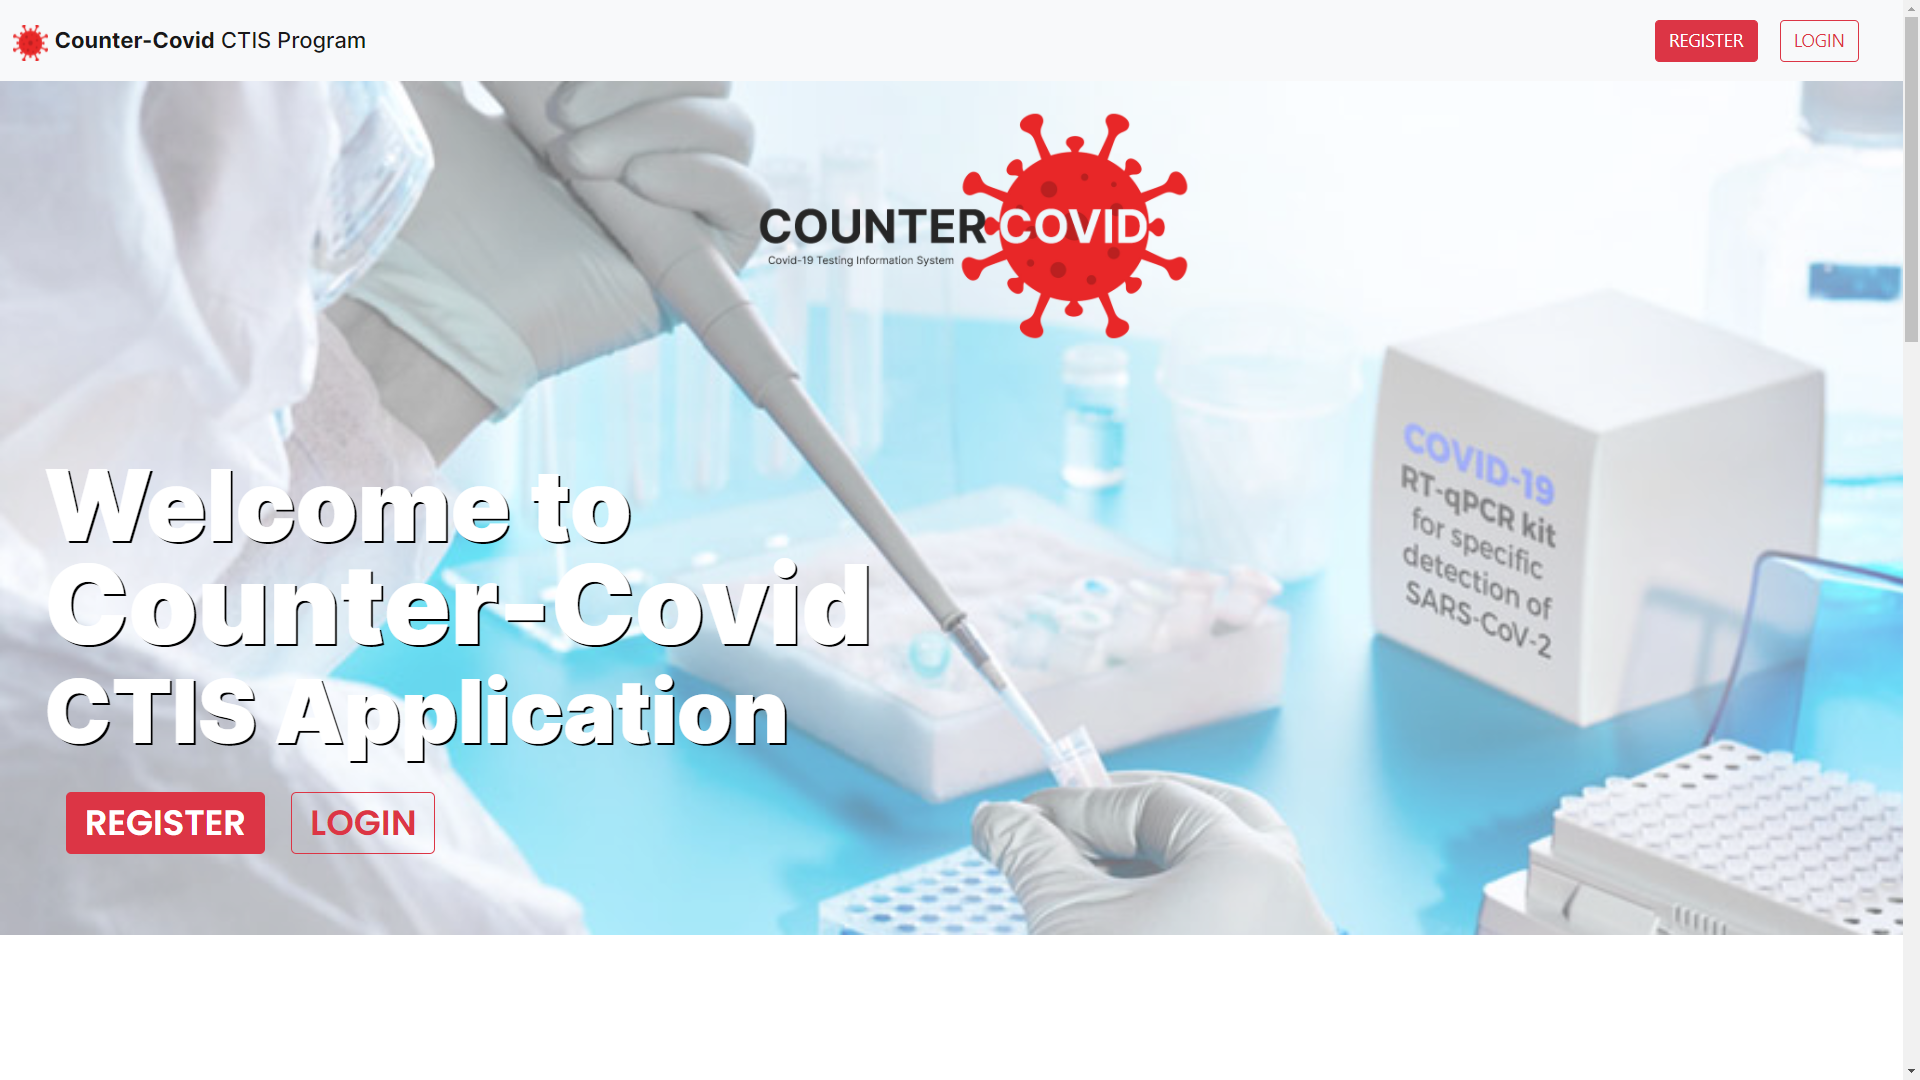 Counter-Covid CTIS Program
REGISTER
LOGIN
COUNTER COVID
Covid-19 Testing Information System
COVID-19
RT-qPCR kit
for specific
detection of
SARS-CoV-2
Welcome to
Counter-Covid
CTIS Application
REGISTER
LOGIN